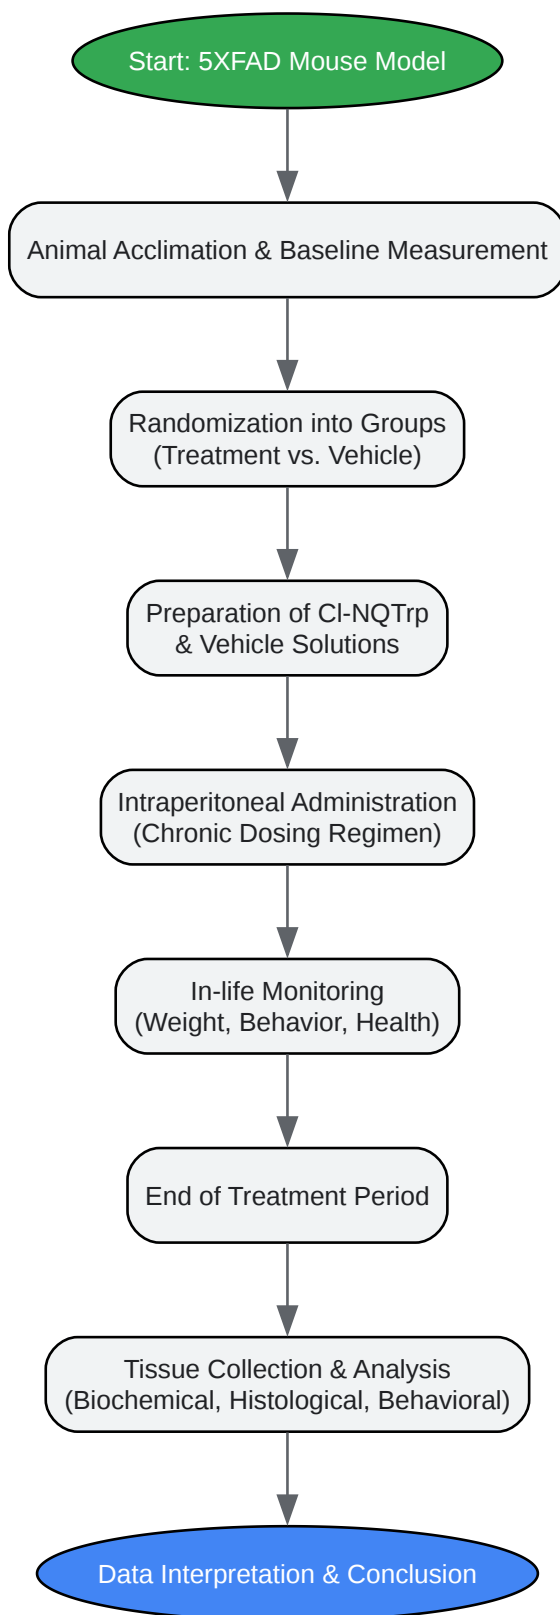 Start: 5XFAD Mouse Model
Animal Acclimation & Baseline Measurement
Randomization into Groups
(Treatment vs. Vehicle)
Preparation of Cl-NQTrp
& Vehicle Solutions
Intraperitoneal Administration
(Chronic Dosing Regimen)
In-life Monitoring
(Weight, Behavior, Health)
End of Treatment Period
Tissue Collection & Analysis
(Biochemical, Histological, Behavioral)
Data Interpretation & Conclusion